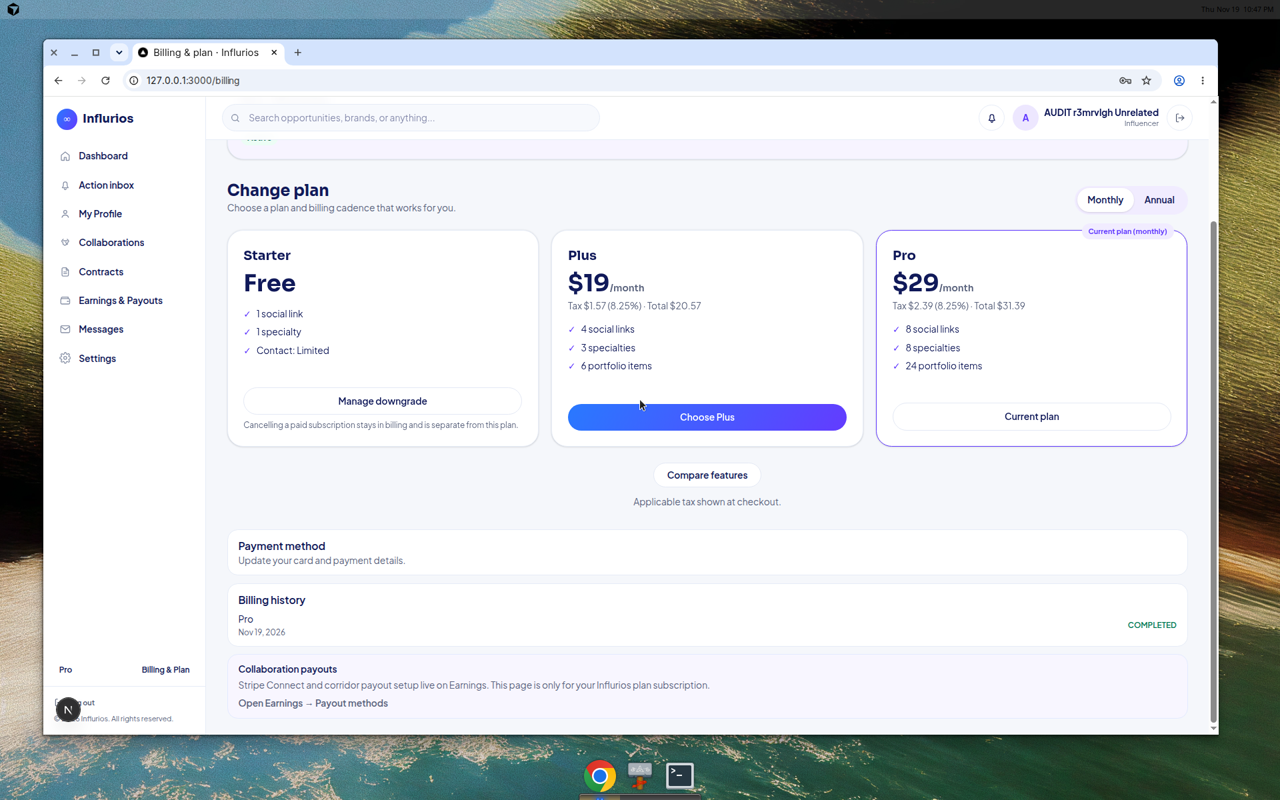 Thu Nov 19 10:47 PM
Billing & plan · Influrios
127.0.0.1:3000/billing
Influrios
Search opportunities, brands, or anything...
A
AUDIT r3mrvlgh Unrelated
Influencer
Dashboard
Action inbox
My Profile
Collaborations
Contracts
Earnings & Payouts
Messages
Settings
Change plan
Choose a plan and billing cadence that works for you.
Monthly
Annual
Starter
Free
✓ 1 social link
✓ 1 specialty
✓ Contact: Limited
Manage downgrade
Cancelling a paid subscription stays in billing and is separate from this plan.
Plus
$19/month
Tax $1.57 (8.25%) · Total $20.57
✓ 4 social links
✓ 3 specialties
✓ 6 portfolio items
Choose Plus
Current plan (monthly)
Pro
$29/month
Tax $2.39 (8.25%) · Total $31.39
✓ 8 social links
✓ 8 specialties
✓ 24 portfolio items
Current plan
Compare features
Applicable tax shown at checkout.
Payment method
Update your card and payment details.
Billing history
Pro
Nov 19, 2026
COMPLETED
Collaboration payouts
Stripe Connect and corridor payout setup live on Earnings. This page is only for your Influrios plan subscription.
Open Earnings → Payout methods
Pro
Billing & Plan
out
N
Influrios. All rights reserved.